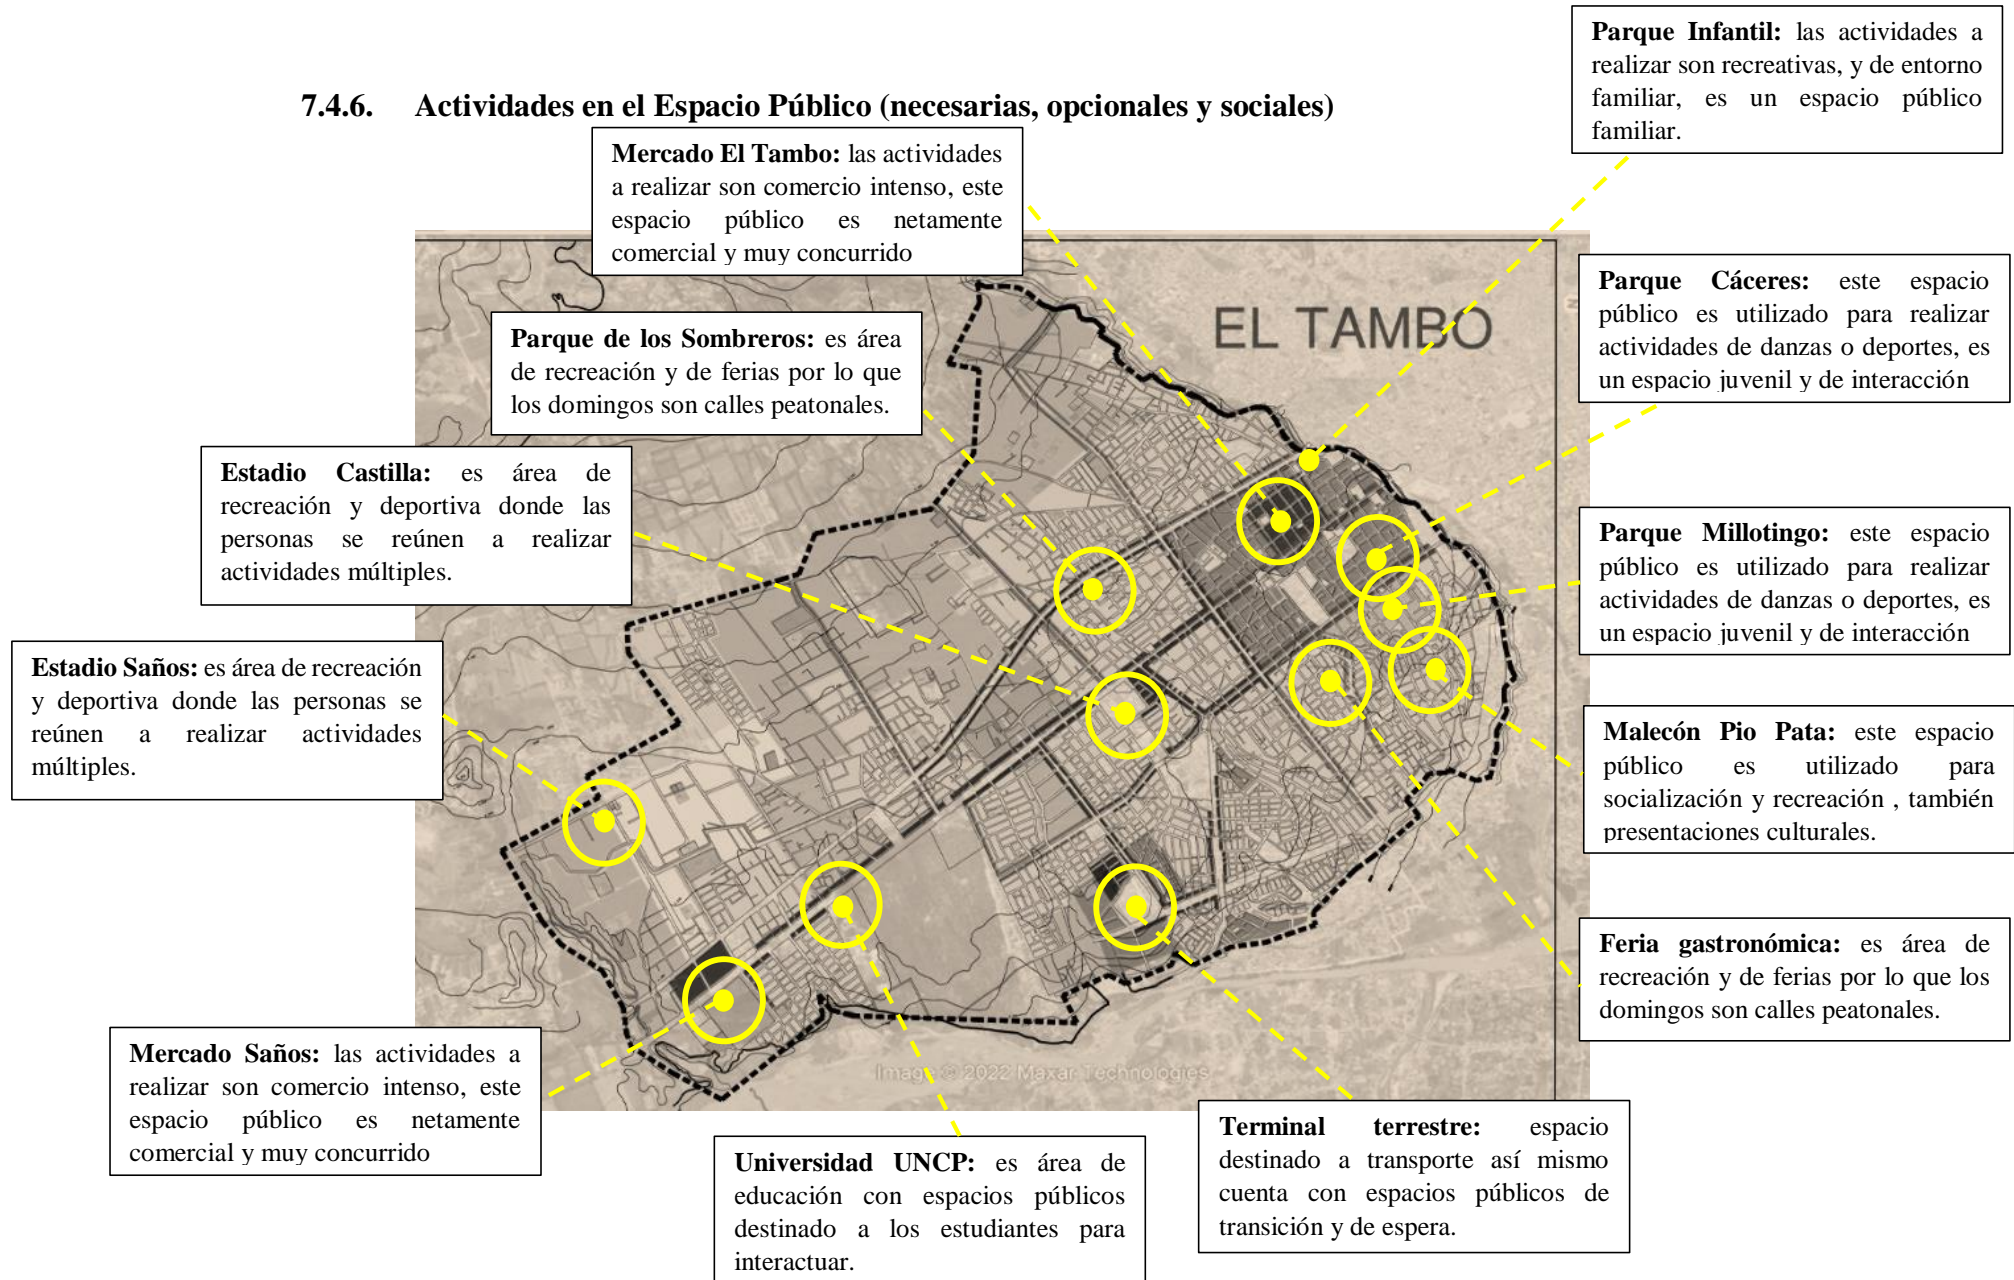 7.4.6. Actividades en el Espacio Público (necesarias, opcionales y sociales)
Parque Infantil: las actividades a
realizar son recreativas, y de entorno
familiar, es un espacio público
familiar.
Mercado El Tambo: las actividades
a realizar son comercio intenso, este
espacio público es netamente
comercial y muy concurrido
Parque Cáceres: este espacio
público es utilizado para realizar
actividades de danzas o deportes, es
un espacio juvenil y de interacción
EL TAMBO
Parque de los Sombreros: es área
de recreación y de ferias por lo que
los domingos son calles peatonales.
Estadio Castilla: es área de
recreación y deportiva donde las
personas se reúnen a realizar
actividades múltiples.
Parque Millotingo: este espacio
público es utilizado para realizar
actividades de danzas o deportes, es
un espacio juvenil y de interacción
Estadio Saños: es área de recreación
y deportiva donde las personas se
reúnen a realizar actividades
múltiples.
Malecón Pio Pata: este espacio
público es utilizado para
socialización y recreación , también
presentaciones culturales.
Feria gastronómica: es área de
recreación y de ferias por lo que los
domingos son calles peatonales.
Mercado Saños: las actividades a
realizar son comercio intenso, este
espacio público es netamente
comercial y muy concurrido
Image © 2022 Maxar Technologies
Terminal terrestre: espacio
destinado a transporte así mismo
cuenta con espacios públicos de
transición y de espera.
Universidad UNCP: es área de
educación con espacios públicos
destinado a los estudiantes para
interactuar.